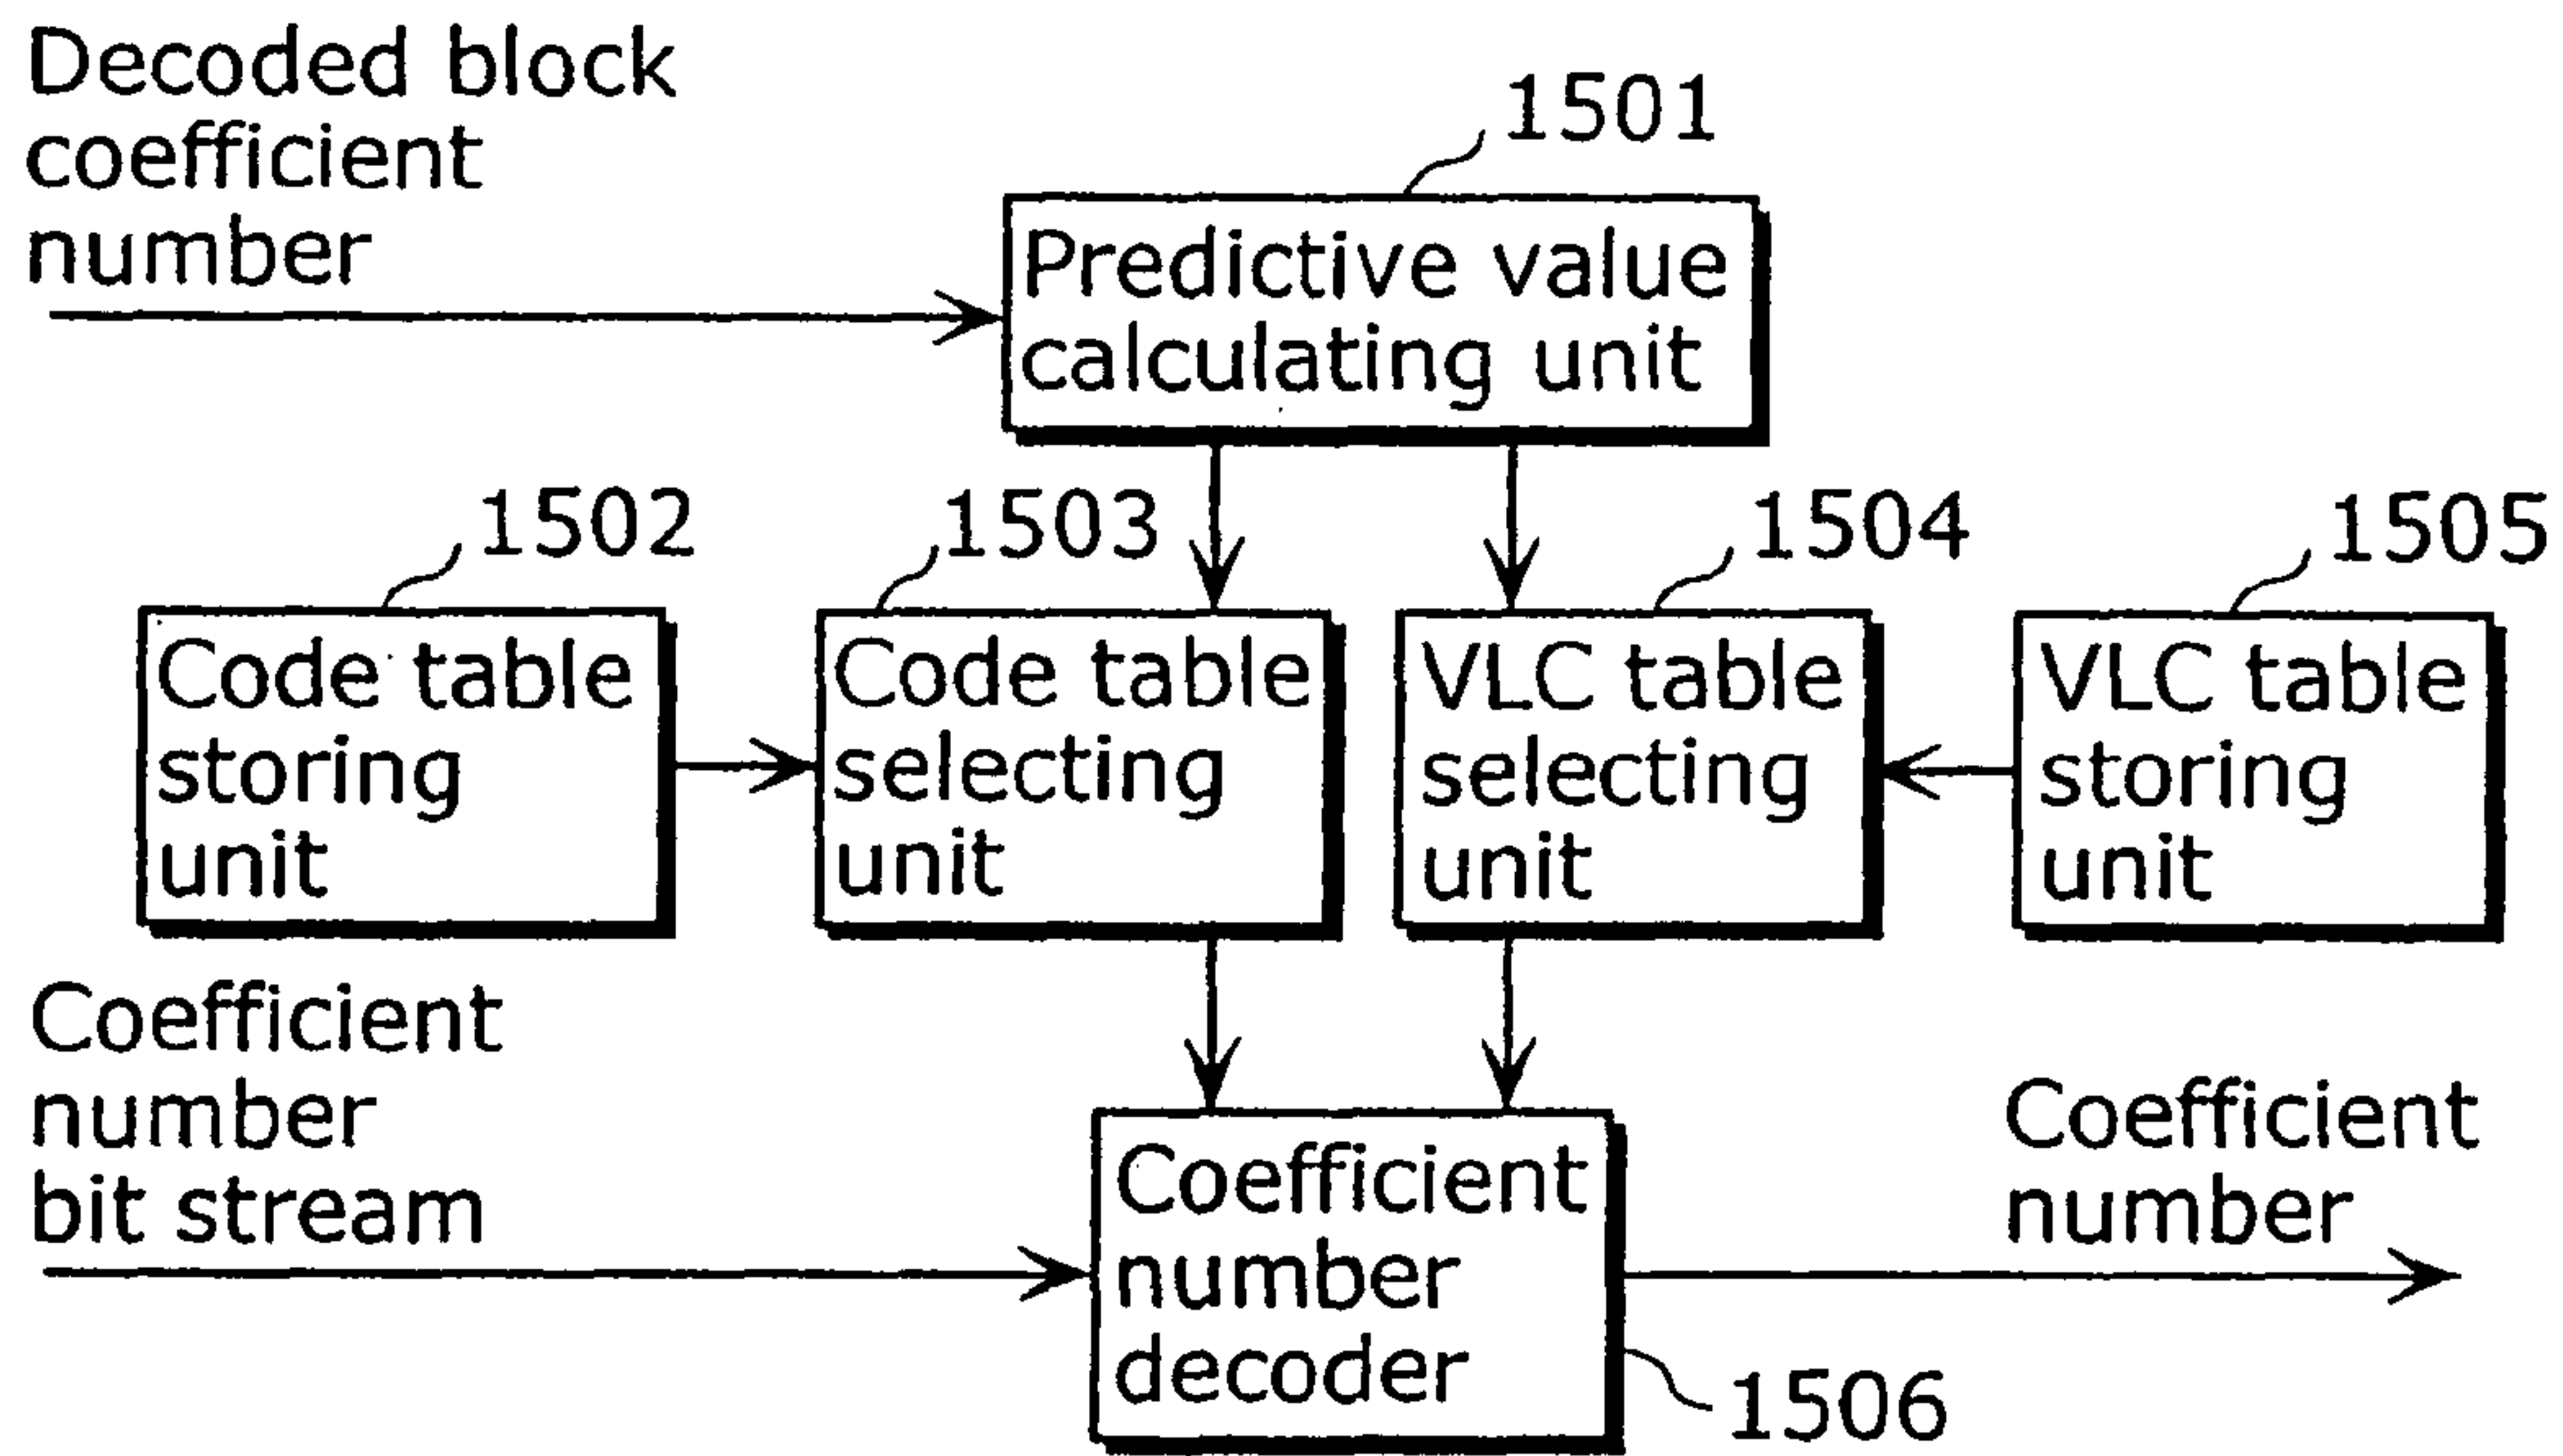 Decoded block
coefficient
number
1501
Predictive value
calculating unit
1502
1503
1504
1505
Code table
storing
unit
Code table
selecting
unit
VLC table
selecting
unit
VLC table
storing
unit
Coefficient
number
bit stream
Coefficient
number
decoder
Coefficient
number
1506